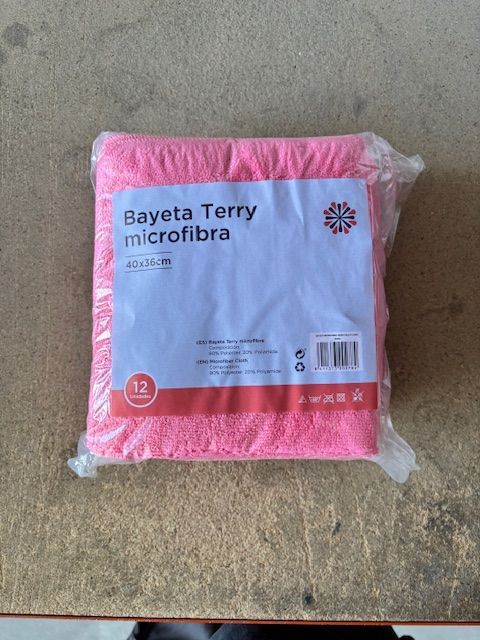 Bayeta Terry
microfibra
40x36cm
(ES) Bayeta Terry microfibra
Composición
80% Poliéster, 20% Poliamida
(EN) Microfiber Cloth
Composition
80% Polyester, 20% Polyamide
12
Unidades